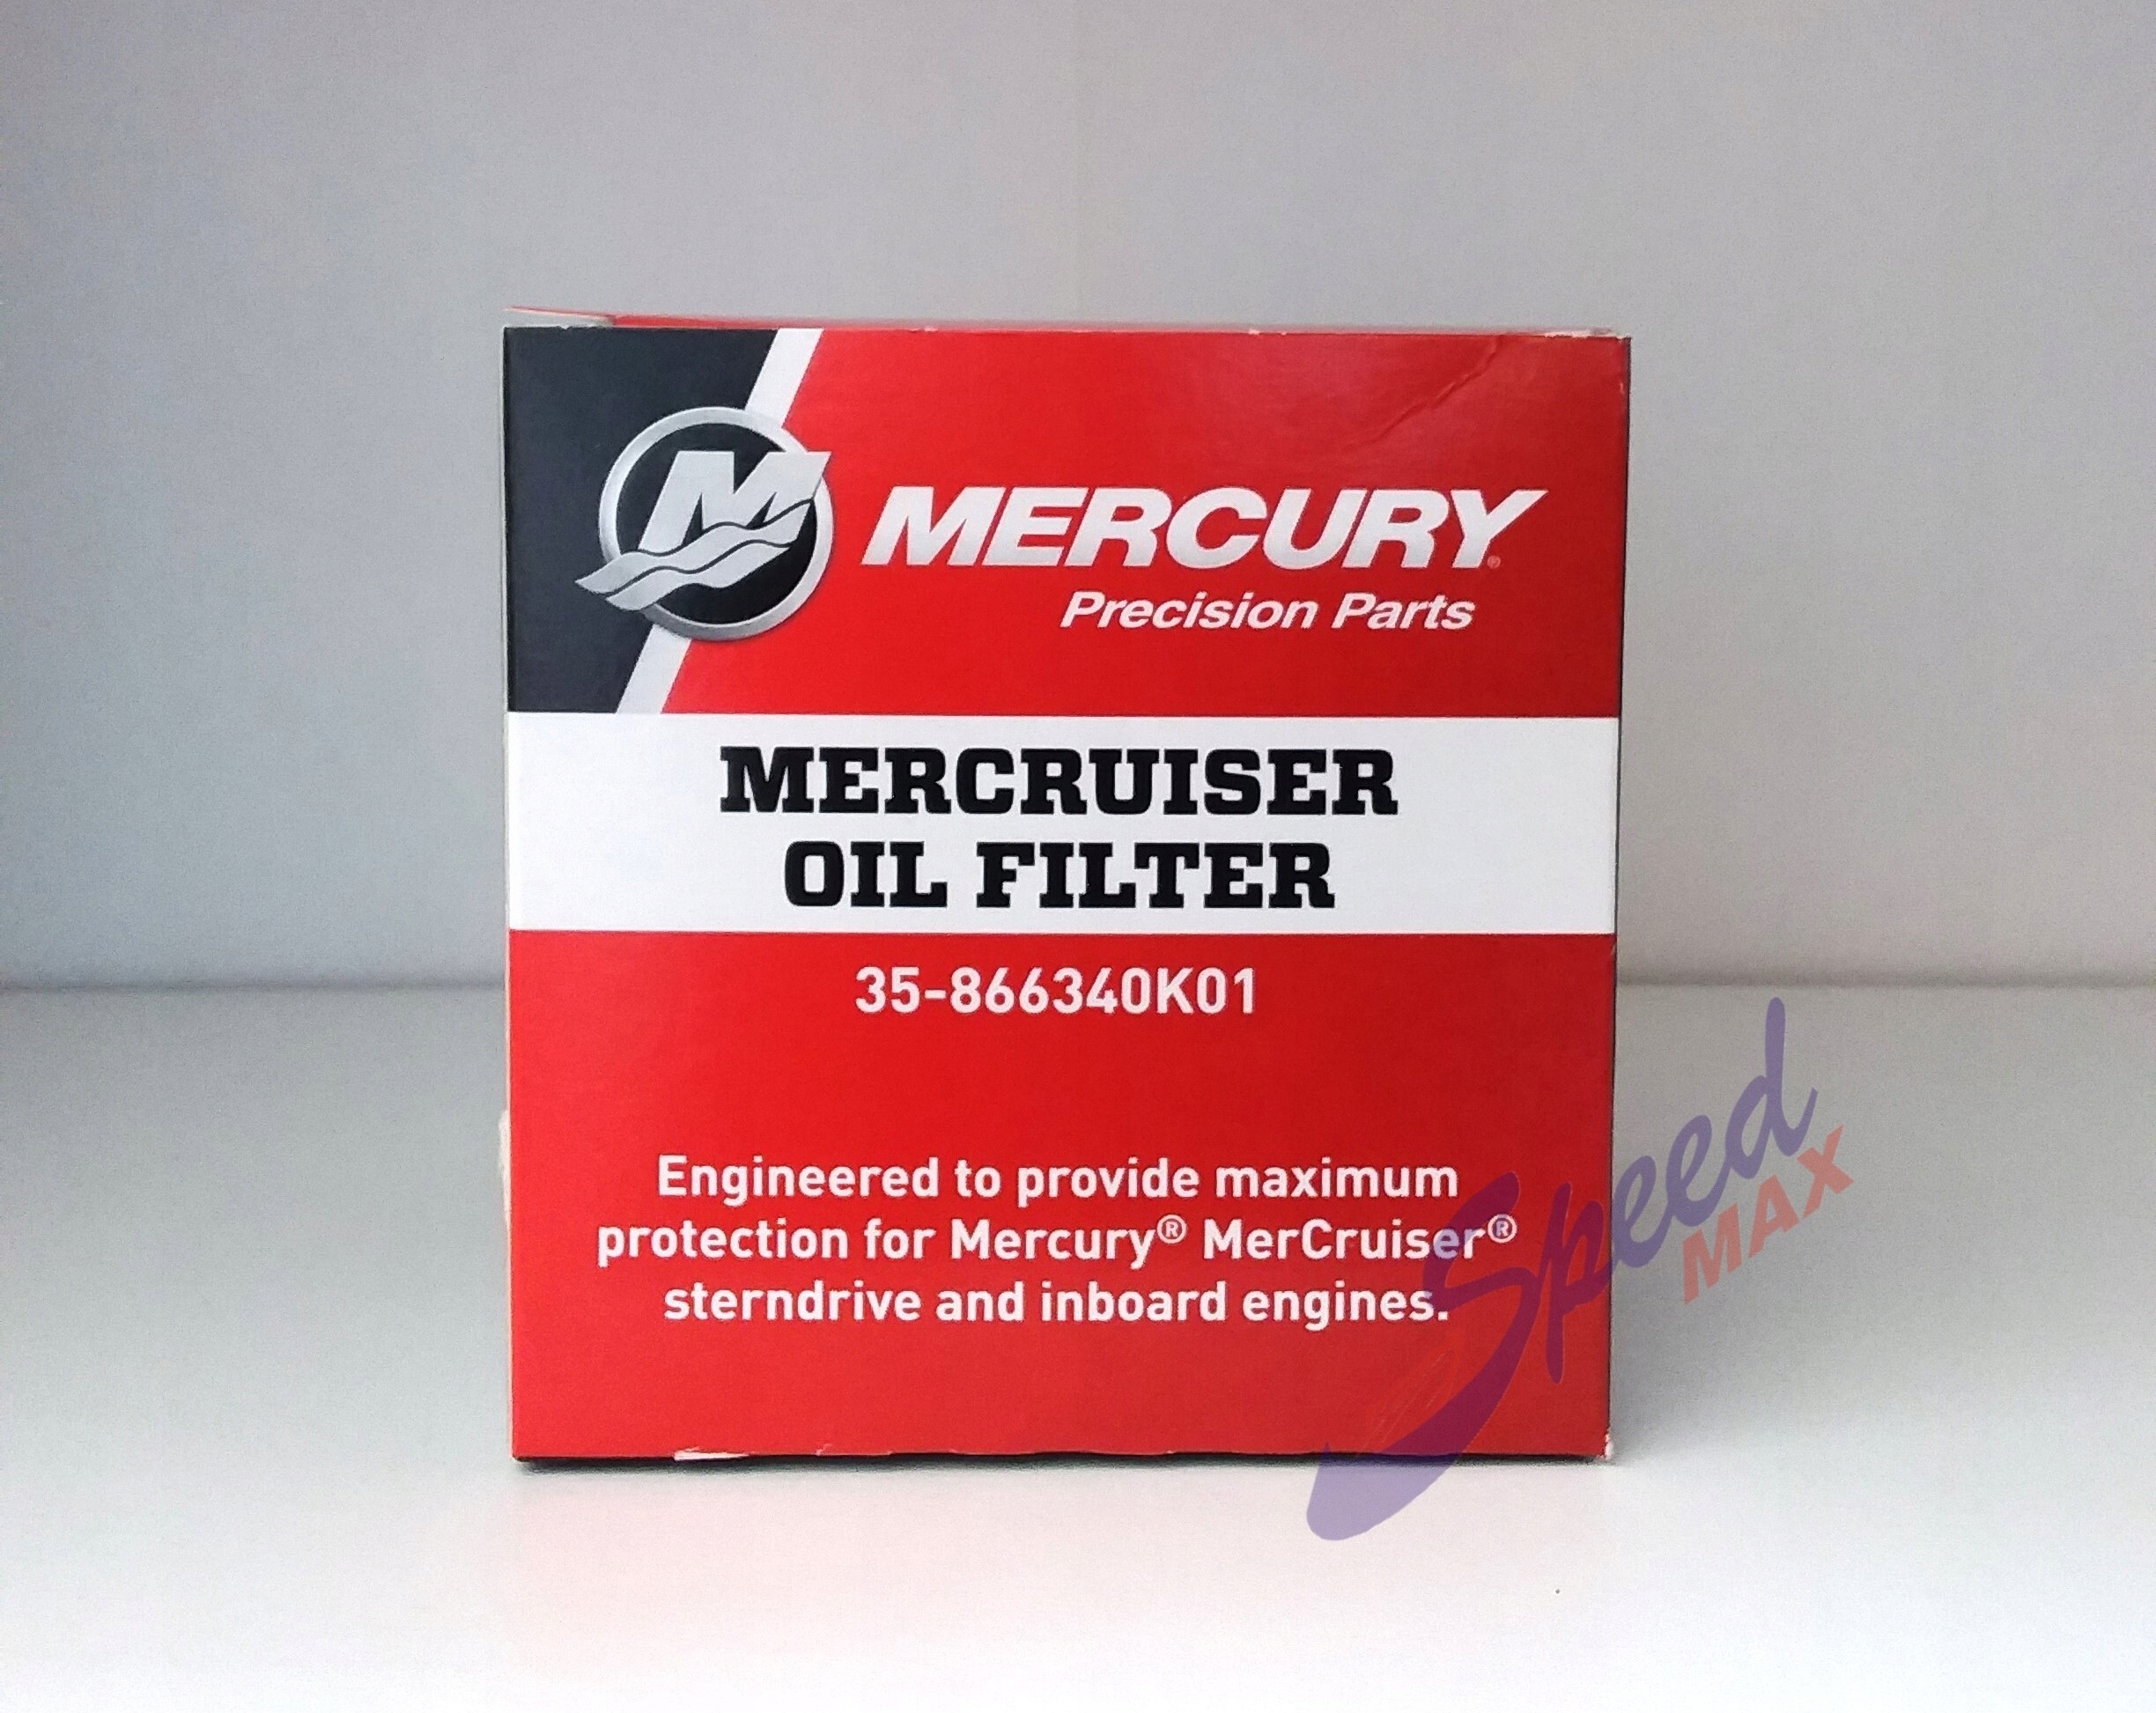 M
MERCURY®
Precision Parts
MERCRUISER
OIL FILTER
35-866340K01
Engineered to provide maximum
protection for Mercury® MerCruiser®
sterndrive and inboard engines.
Speed
MAX